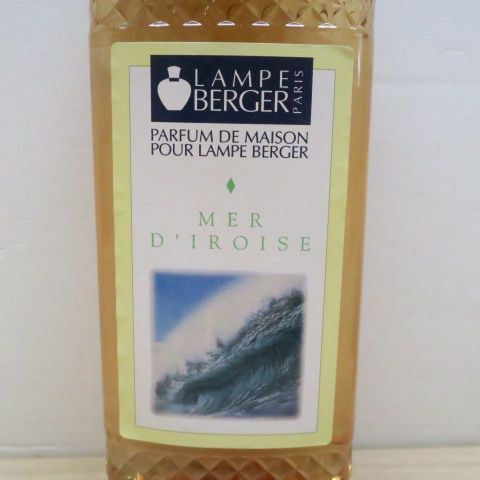 LAMPE
BERGER
PARIS
PARFUM DE MAISON
POUR LAMPE BERGER
MER
D'IROISE